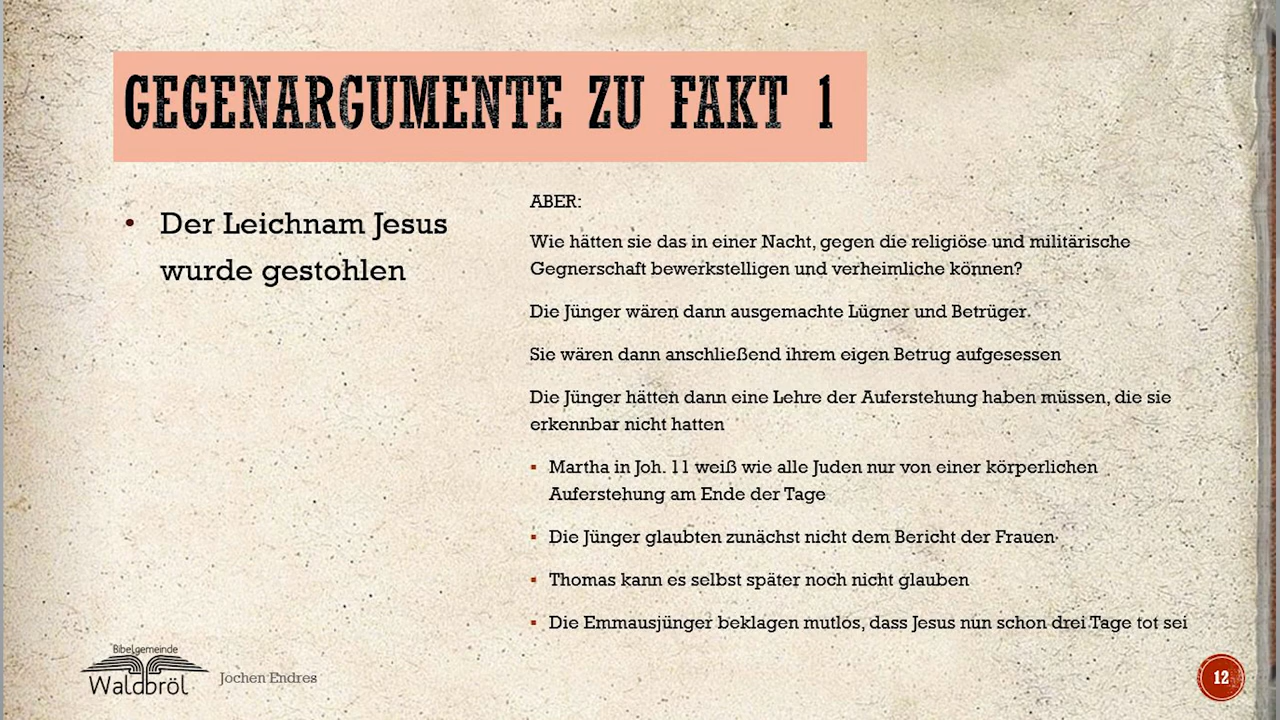 GEGENARGUMENTE ZU FAKT 1
• Der Leichnam Jesus
wurde gestohlen
ABER:
Wie hätten sie das in einer Nacht, gegen die religiöse und militärische
Gegnerschaft bewerkstelligen und verheimliche können?
Die Jünger wären dann ausgemachte Lügner und Betrüger.
Sie wären dann anschließend ihrem eigen Betrug aufgesessen
Die Jünger hätten dann eine Lehre der Auferstehung haben müssen, die sie
erkennbar nicht hatten
▪ Martha in Joh. 11 weiß wie alle Juden nur von einer körperlichen
Auferstehung am Ende der Tage
▪ Die Jünger glaubten zunächst nicht dem Bericht der Frauen
▪ Thomas kann es selbst später noch nicht glauben
▪ Die Emmausjünger beklagen mutlos, dass Jesus nun schon drei Tage tot sei
Bibelgemeinde
Waldbröl
Jochen Endres
12